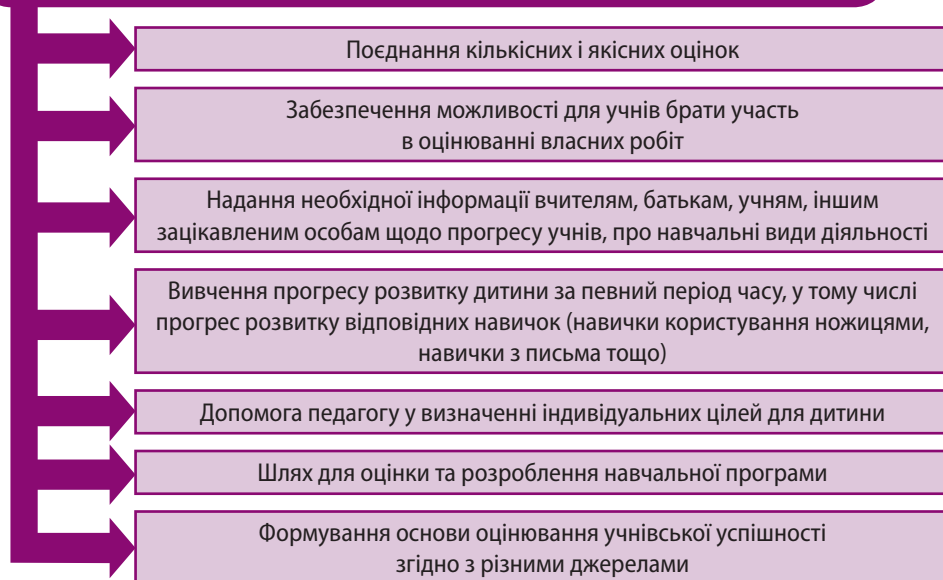 Поєднання кількісних і якісних оцінок
Забезпечення можливості для учнів брати участь
в оцінюванні власних робіт
Надання необхідної інформації вчителям, батькам, учням, іншим
зацікавленим особам щодо прогресу учнів, про навчальні види діяльності
Вивчення прогресу розвитку дитини за певний період часу, у тому числі
прогрес розвитку відповідних навичок (навички користування ножицями,
навички з письма тощо)
Допомога педагогу у визначенні індивідуальних цілей для дитини
Шлях для оцінки та розроблення навчальної програми
Формування основи оцінювання учнівської успішності
згідно з різними джерелами